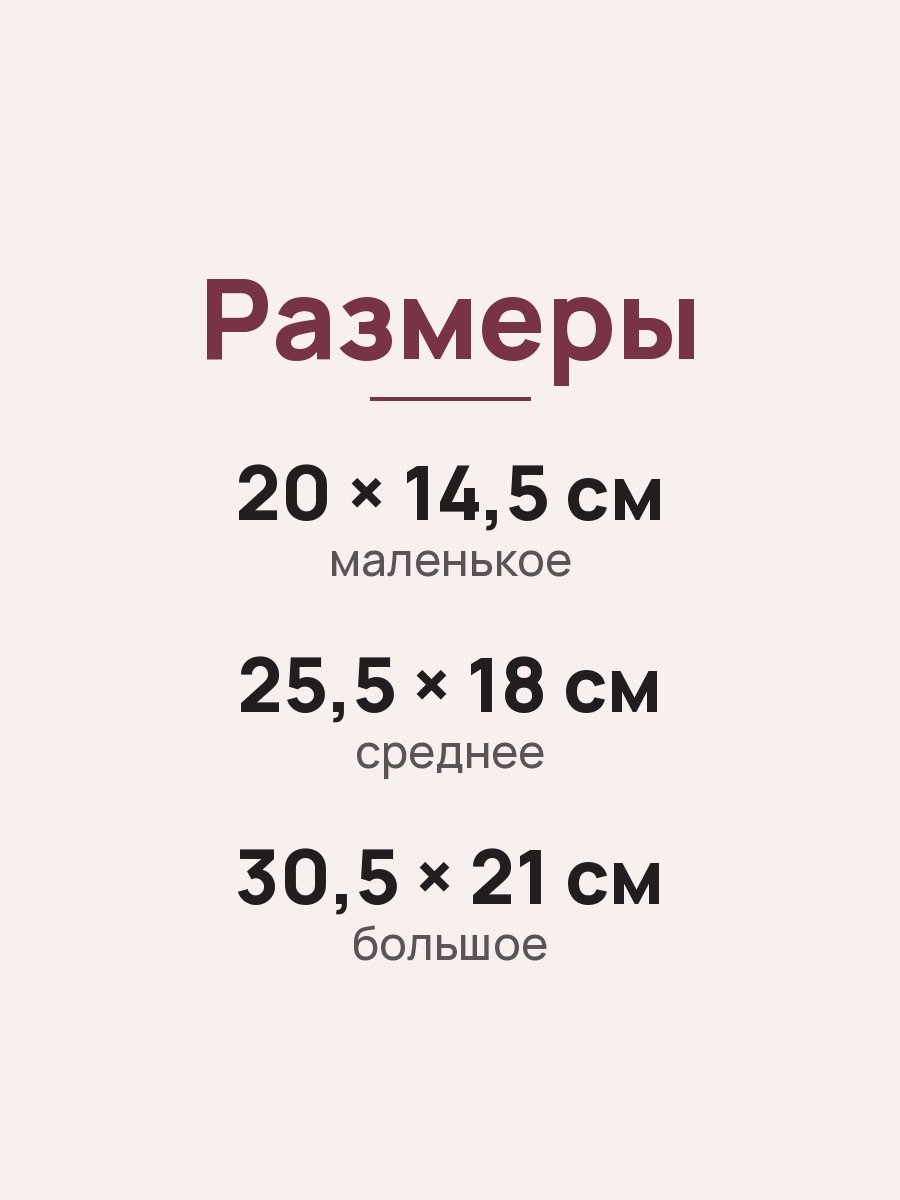 Размеры
20 × 14,5 см
маленькое
25,5 × 18 см
среднее
30,5 × 21 см
большое